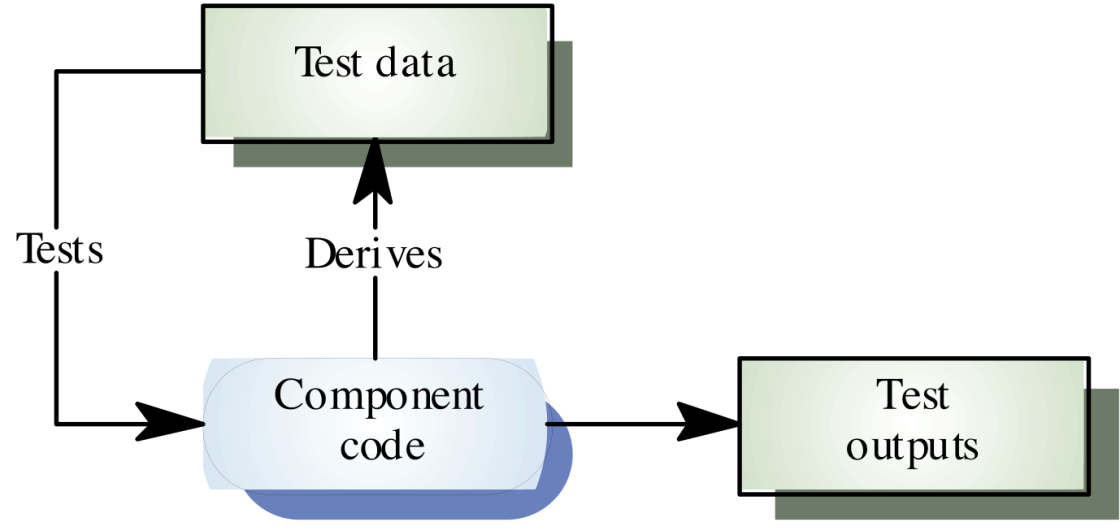 Test data
Tests
Derives
Component
code
Test
outputs